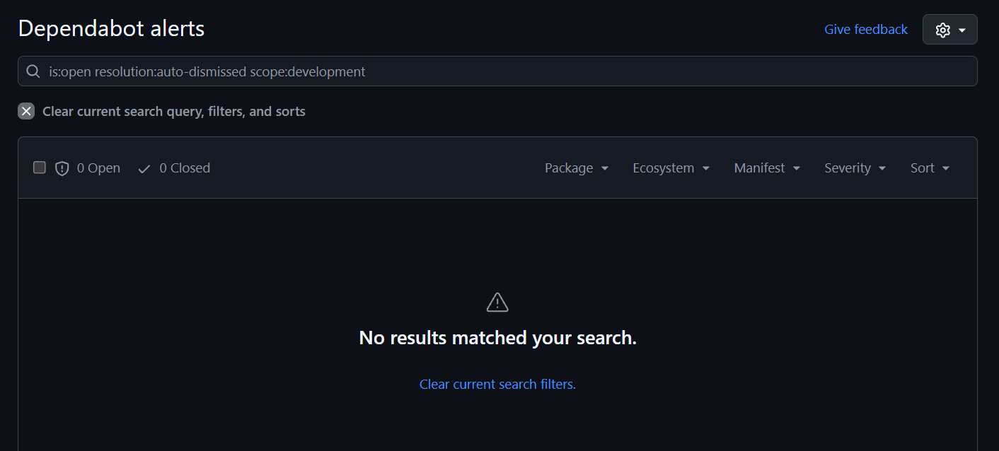 Dependabot alerts
Give feedback
is:open resolution:auto-dismissed scope:development
Clear current search query, filters, and sorts
0 Open 0 Closed Package Ecosystem Manifest Severity Sort
No results matched your search.
Clear current search filters.